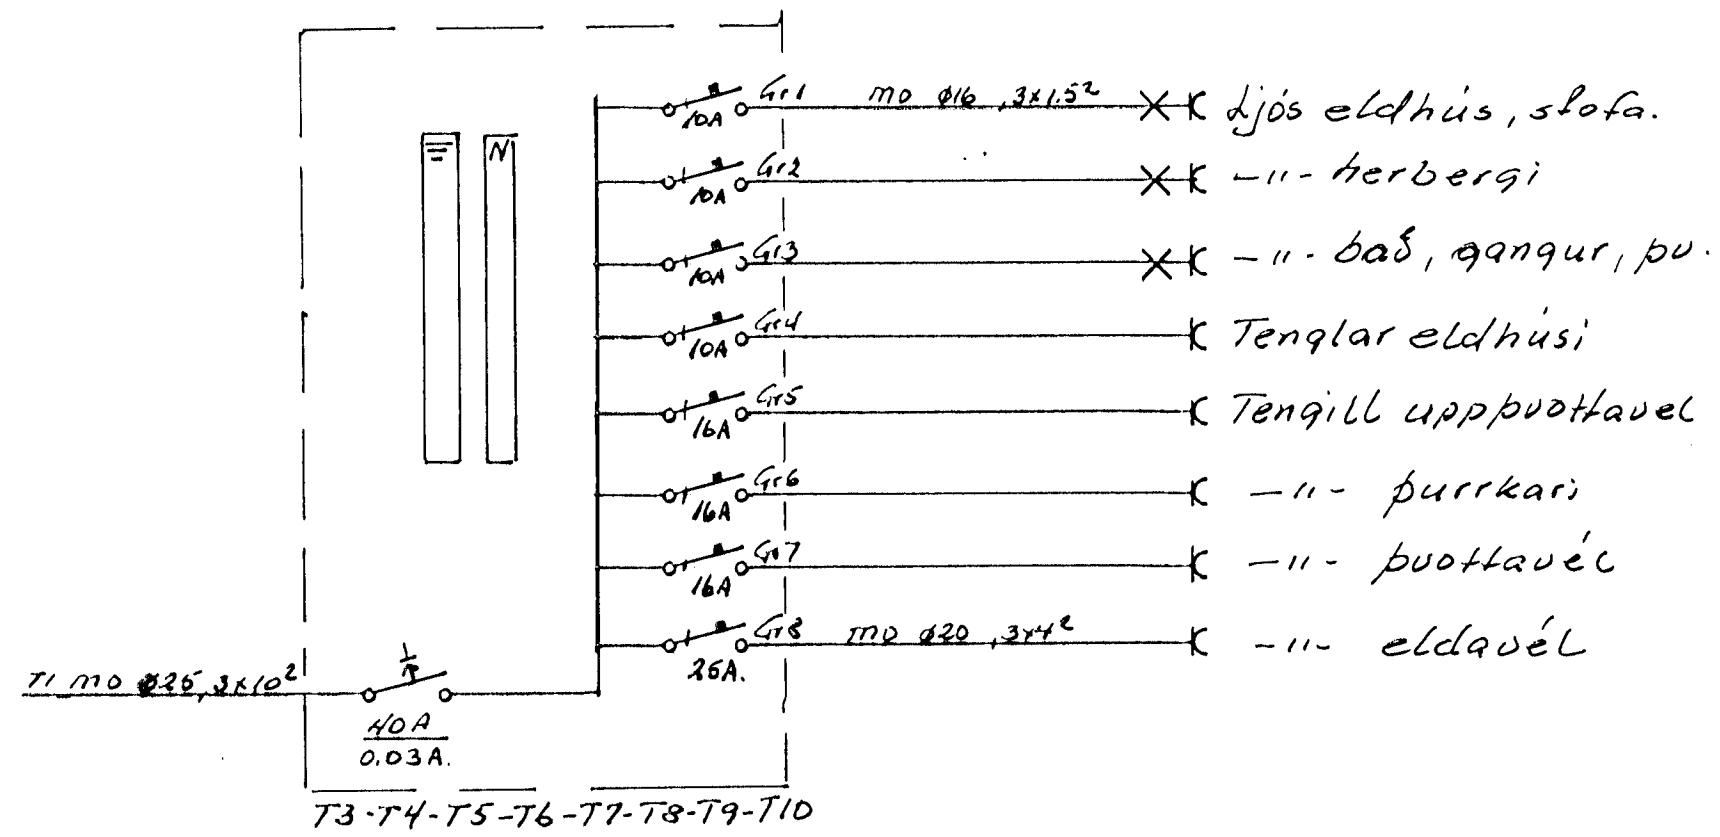 Gr1 mo ø16, 3x1.5² Ljós eldhús, stofa.
10A
N
Gr2 -"- herbergi
10A
Gr3 -"- bað, gangur, þv.
10A
Gr4 Tenglar eldhúsi
10A
Gr5 Tengill uppþvottavel
16A
Gr6 -"- þurrkari
16A
Gr7 -"- þvottavél
16A
Gr8 mo ø20, 3x4² -"- eldavél
25A.
T1 mo ø25, 3x10²
40A
0.03A.
T3-T4-T5-T6-T7-T8-T9-T10